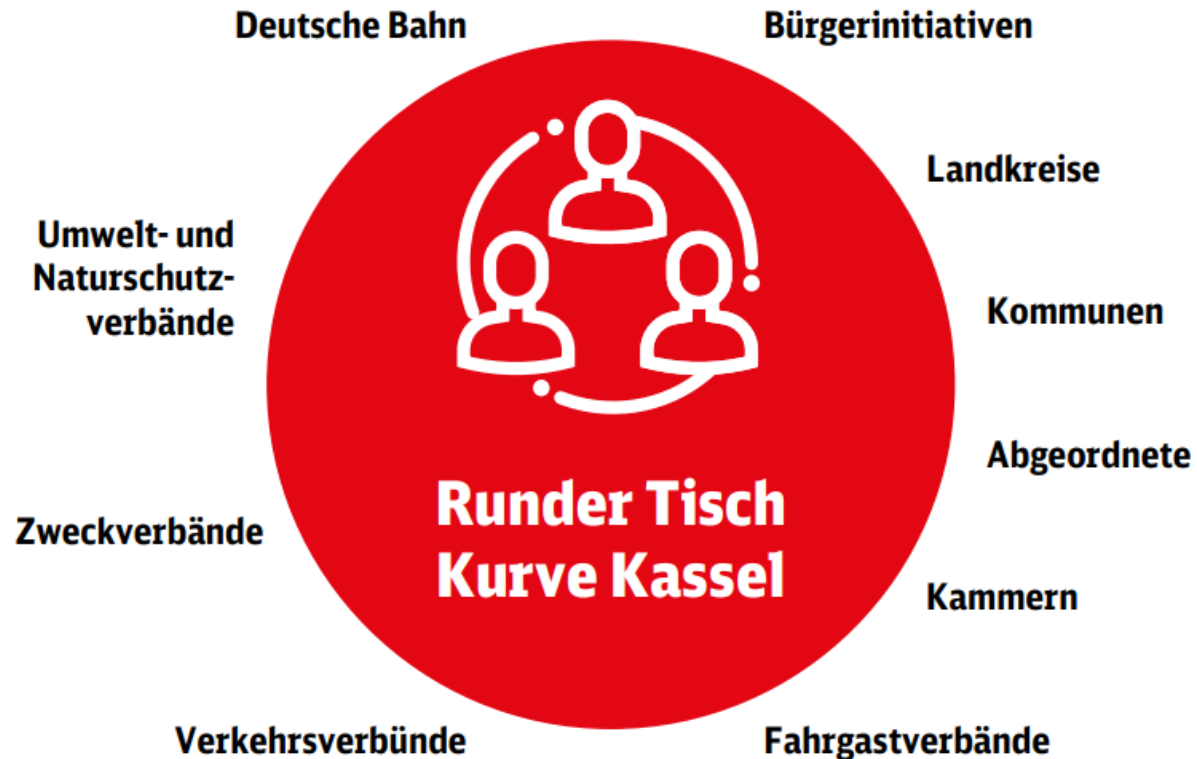 Deutsche Bahn
Bürgerinitiativen
Landkreise
Umwelt- und
Naturschutz-
verbände
Kommunen
Abgeordnete
Runder Tisch
Kurve Kassel
Zweckverbände
Kammern
Verkehrsverbünde
Fahrgastverbände